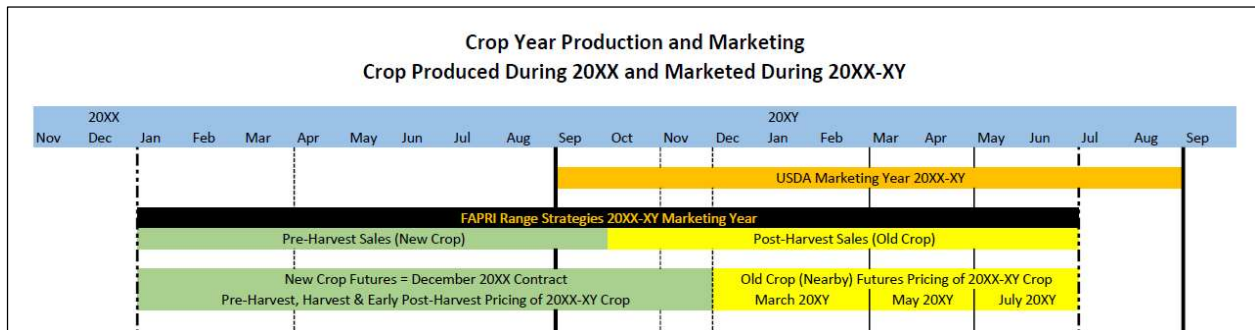 Crop Year Production and Marketing
Crop Produced During 20XX and Marketed During 20XX-XY
20XX 20XY
Nov Dec Jan Feb Mar Apr May Jun Jul Aug Sep Oct Nov Dec Jan Feb Mar Apr May Jun Jul Aug Sep
USDA Marketing Year 20XX-XY
FAPRI Range Strategies 20XX-XY Marketing Year
Pre-Harvest Sales (New Crop) Post-Harvest Sales (Old Crop)
New Crop Futures = December 20XX Contract Old Crop (Nearby) Futures Pricing of 20XX-XY Crop
Pre-Harvest, Harvest & Early Post-Harvest Pricing of 20XX-XY Crop March 20XY May 20XY July 20XY